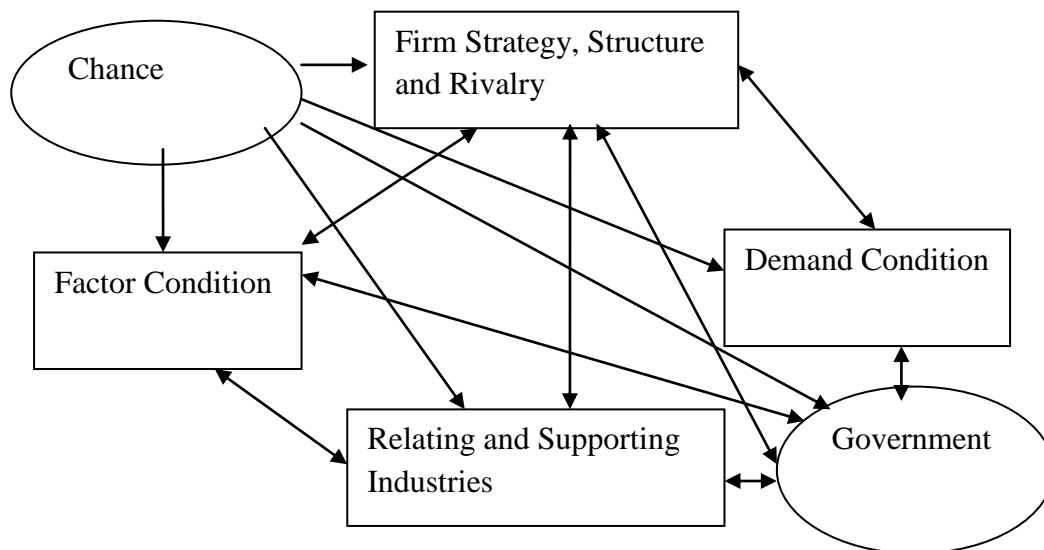 Chance
Firm Strategy, Structure
and Rivalry
Factor Condition
Demand Condition
Relating and Supporting
Industries
Government